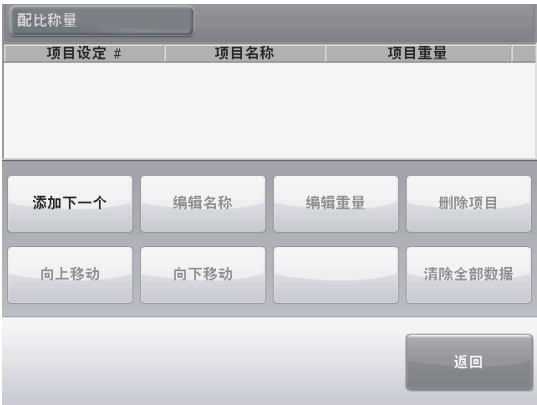 配比称量
项目设定 # 项目名称 项目重量
添加下一个 编辑名称 编辑重量 删除项目
向上移动 向下移动 清除全部数据
返回